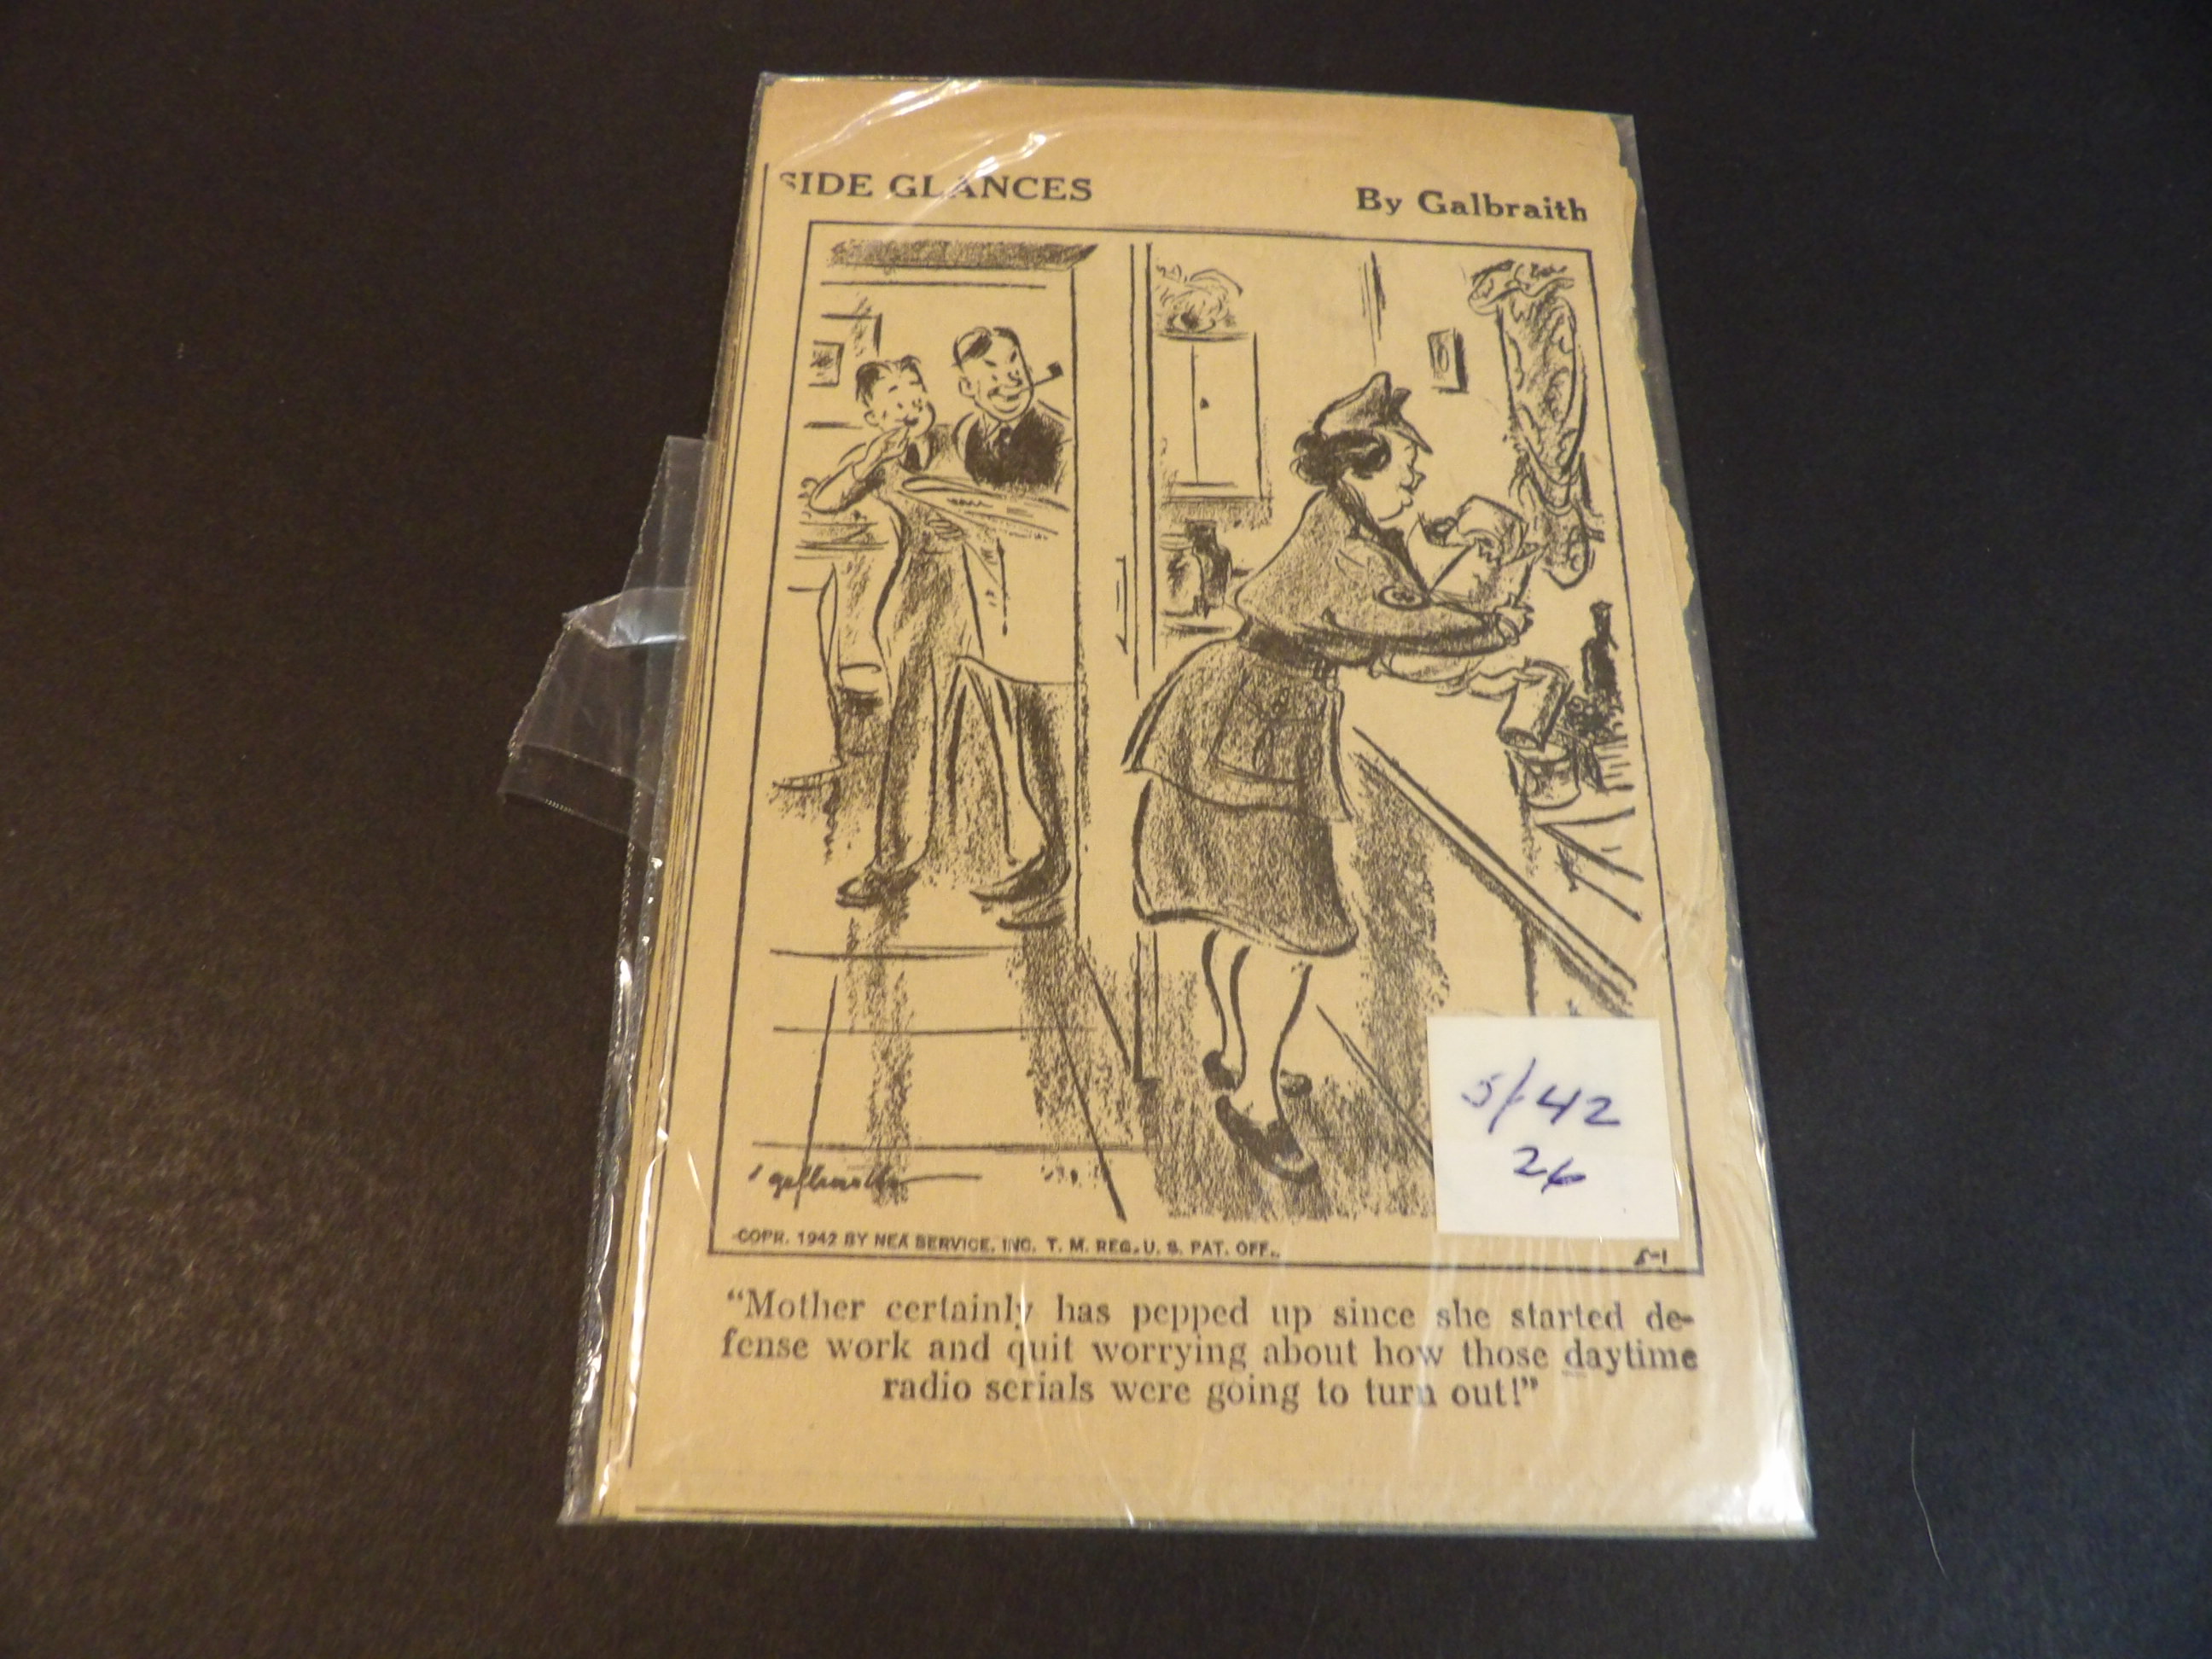 SIDE GLANCES
By Galbraith
5/42
26
galbraith
COPR. 1942 BY NEA SERVICE, INC. T. M. REG. U. S. PAT. OFF.
5-1
“Mother certainly has pepped up since she started de-
fense work and quit worrying about how those daytime
radio serials were going to turn out!”